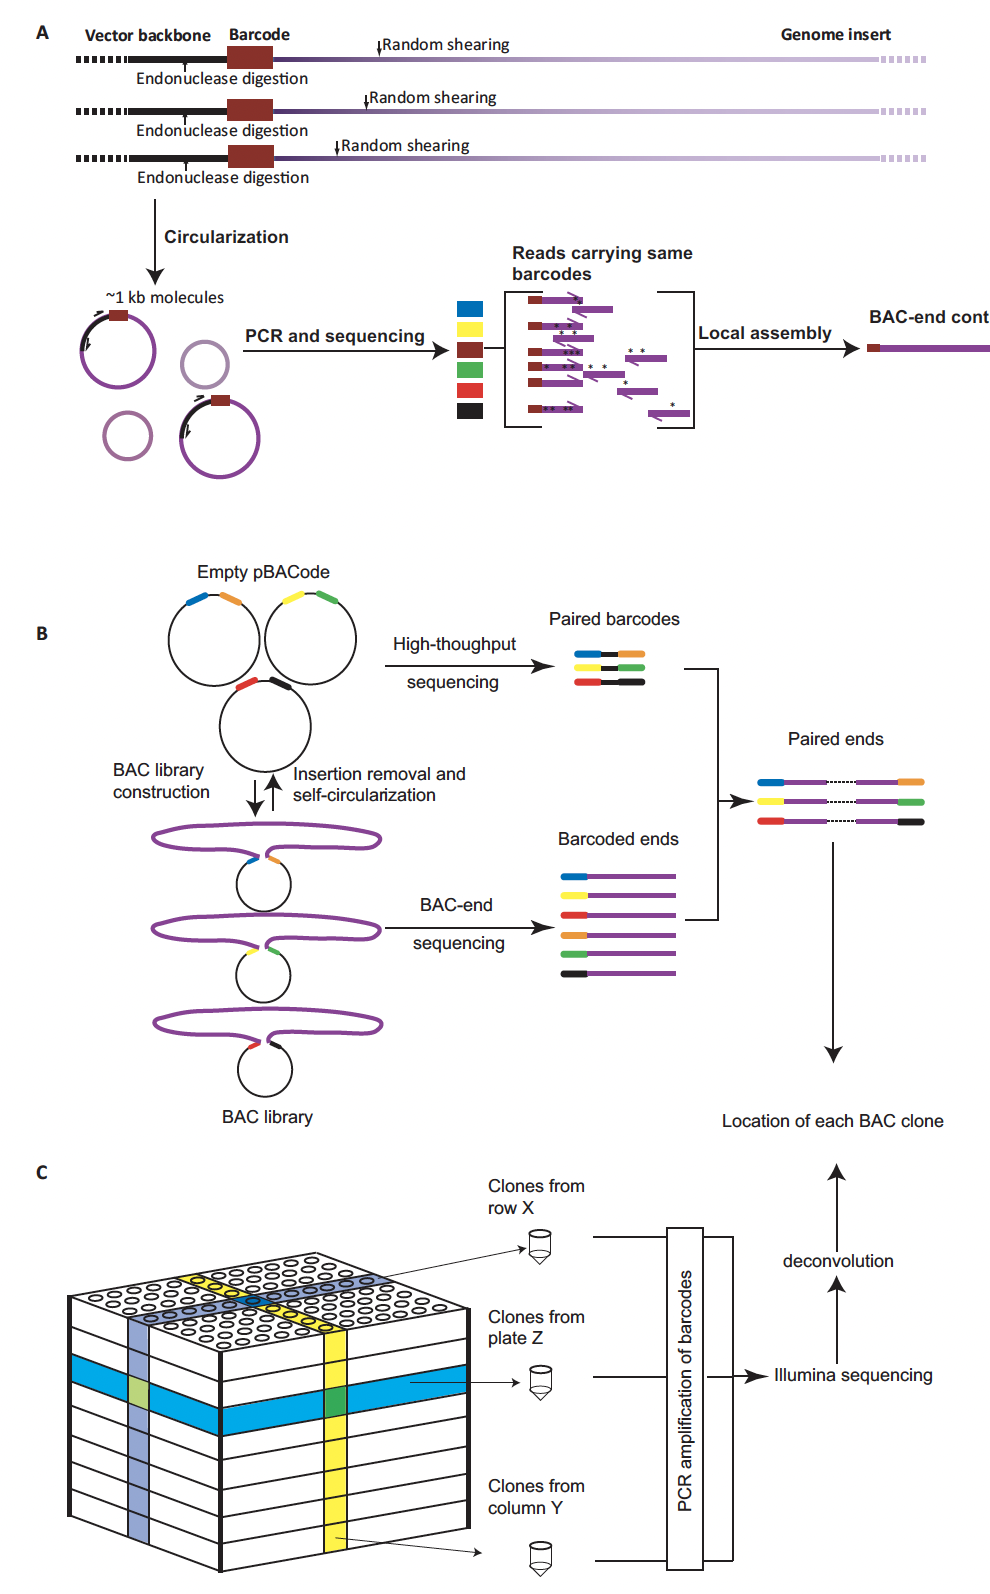 A
Vector backbone
Barcode
Genome insert
Random shearing
Endonuclease digestion
Random shearing
Endonuclease digestion
Random shearing
Endonuclease digestion
Circularization
~1 kb molecules
PCR and sequencing
Reads carrying same
barcodes
Local assembly
BAC-end cont
B
Empty pBACode
High-thoughput
sequencing
Paired barcodes
BAC library
construction
Insertion removal and
self-circularization
Paired ends
BAC-end
sequencing
Barcoded ends
BAC library
Location of each BAC clone
C
Clones from
row X
Clones from
plate Z
Clones from
column Y
PCR amplification of barcodes
Illumina sequencing
deconvolution